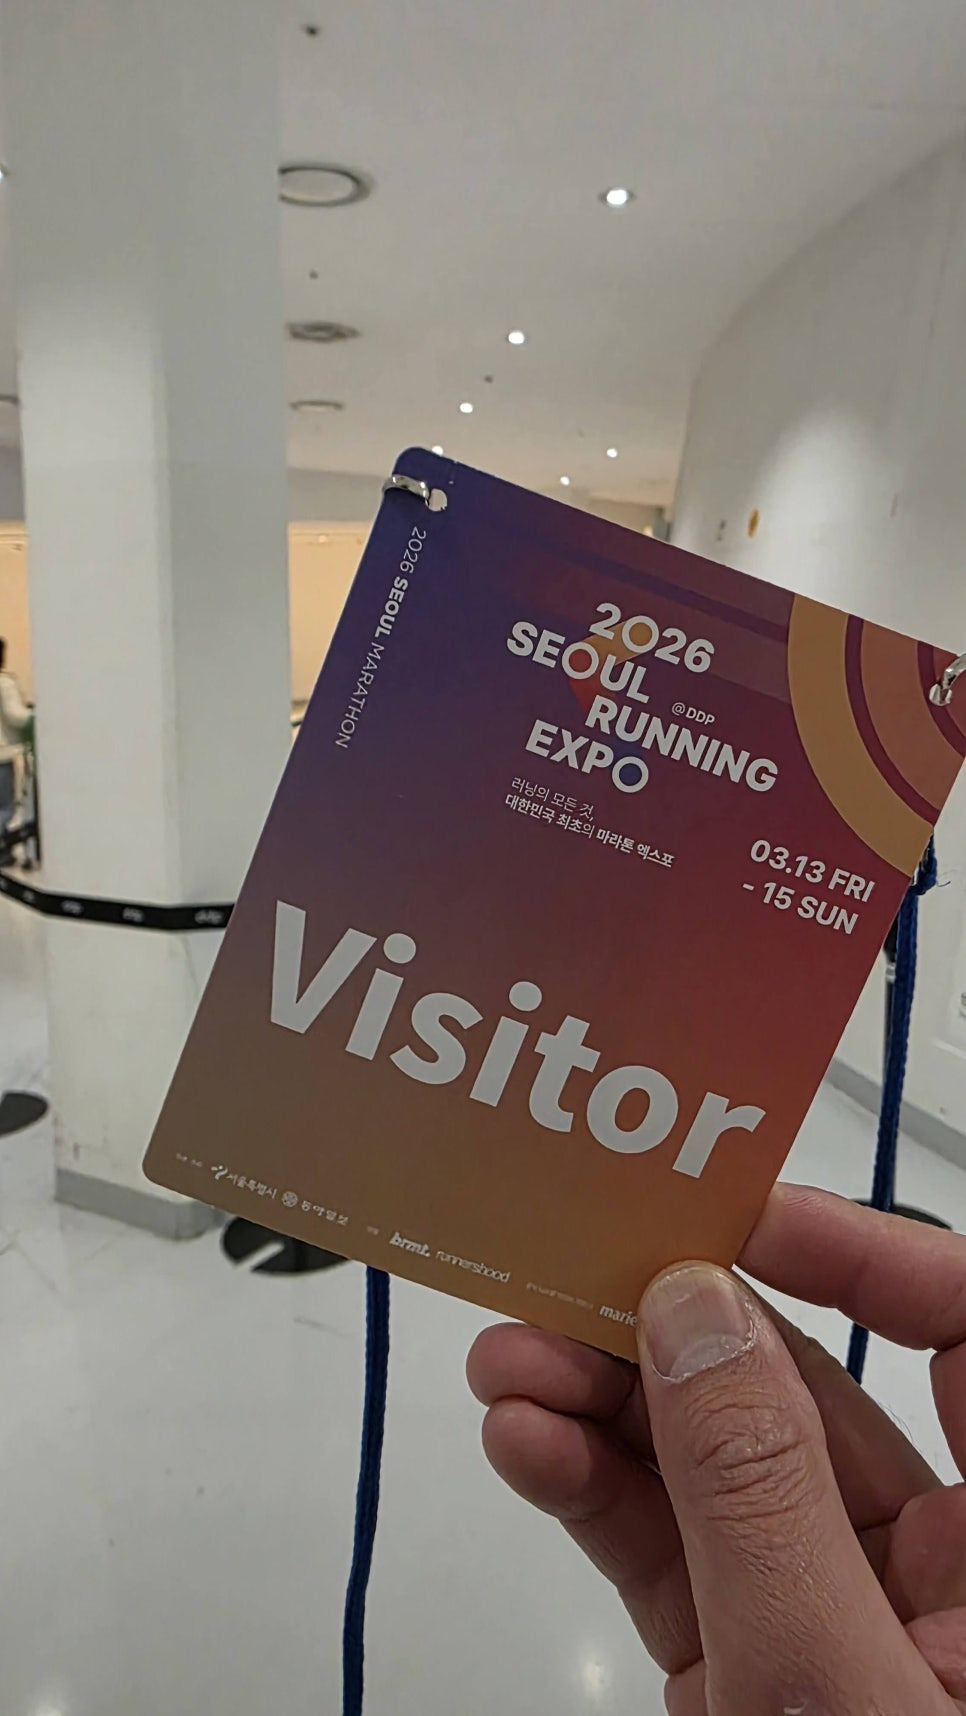 2026 SEOUL MARATHON
2026
SEOUL
@DDP
RUNNING
EXPO
러닝의 모든 것,
대한민국 최초의 마라톤 엑스포
03.13 FRI
- 15 SUN
Visitor
서울특별시 동아일보 brmt. runnershood marie